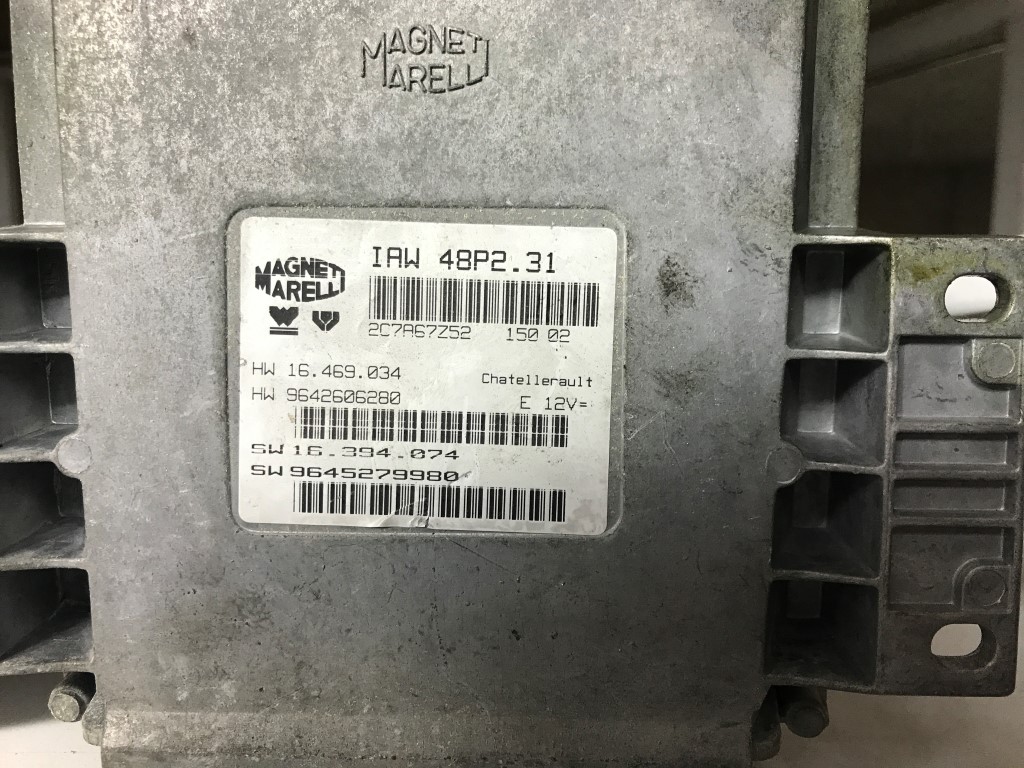 MAGNETI
MARELLI
IAW 48P2.31
MAGNETI
MARELLI
2C7A67Z52 150 02
HW 16.469.034 Chatellerault
HW 9642606280 E 12V=
SW 16.394.074
SW 9645279980